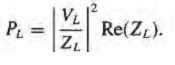 P_L = |V_L / Z_L|² Re(Z_L).